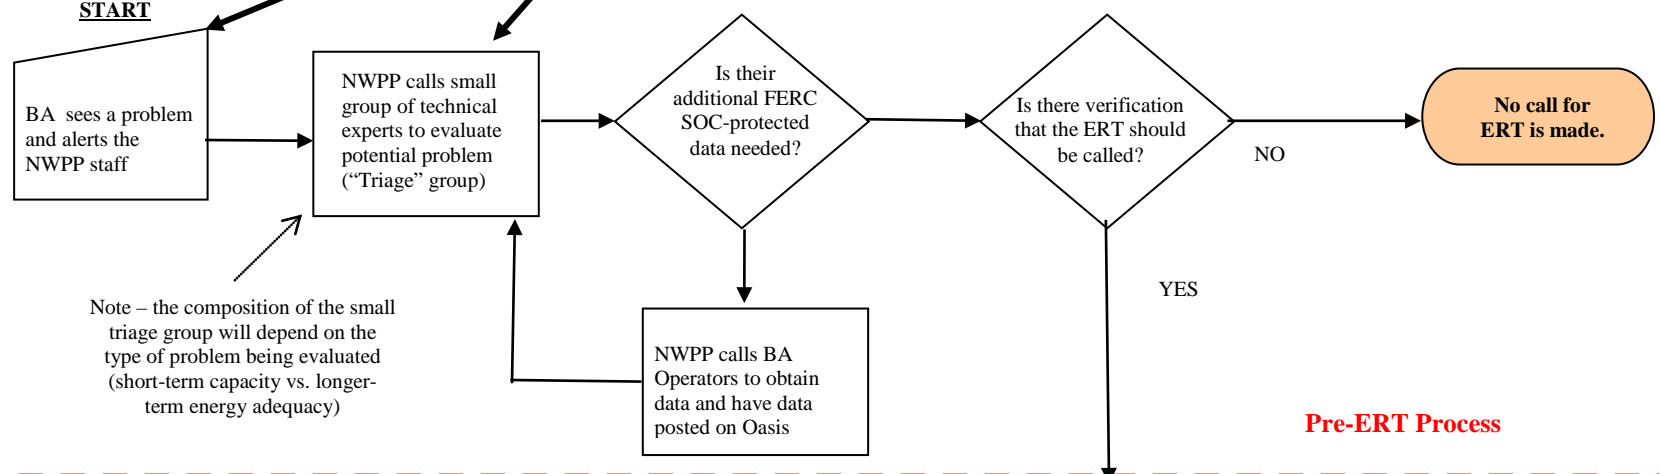 START
BA  sees a problem
and alerts the
NWPP staff
NWPP calls small
group of technical
experts to evaluate
potential problem
(“Triage” group)
Is their
additional FERC
SOC-protected
data needed?
Is there verification
that the ERT should
be called?
NO
No call for
ERT is made.
YES
Note – the composition of the small
triage group will depend on the
type of problem being evaluated
(short-term capacity vs. longer-
term energy adequacy)
NWPP calls BA
Operators to obtain
data and have data
posted on Oasis
Pre-ERT Process